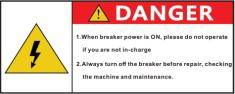 DANGER
1.When breaker power is ON, please do not operate
if you are not in-charge
2.Always turn off the breaker before repair, checking
the machine and maintenance.